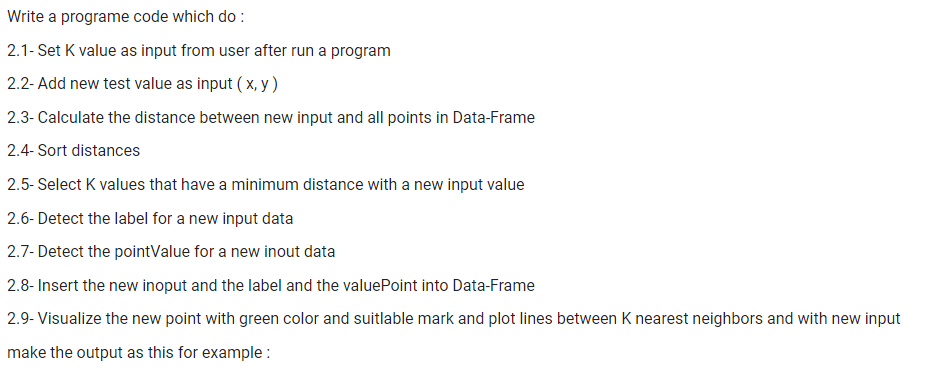 Write a programe code which do :
2.1- Set K value as input from user after run a program
2.2- Add new test value as input ( x, y )
2.3- Calculate the distance between new input and all points in Data-Frame
2.4- Sort distances
2.5- Select K values that have a minimum distance with a new input value
2.6- Detect the label for a new input data
2.7- Detect the pointValue for a new inout data
2.8- Insert the new inoput and the label and the valuePoint into Data-Frame
2.9- Visualize the new point with green color and suitlable mark and plot lines between K nearest neighbors and with new input
make the output as this for example :